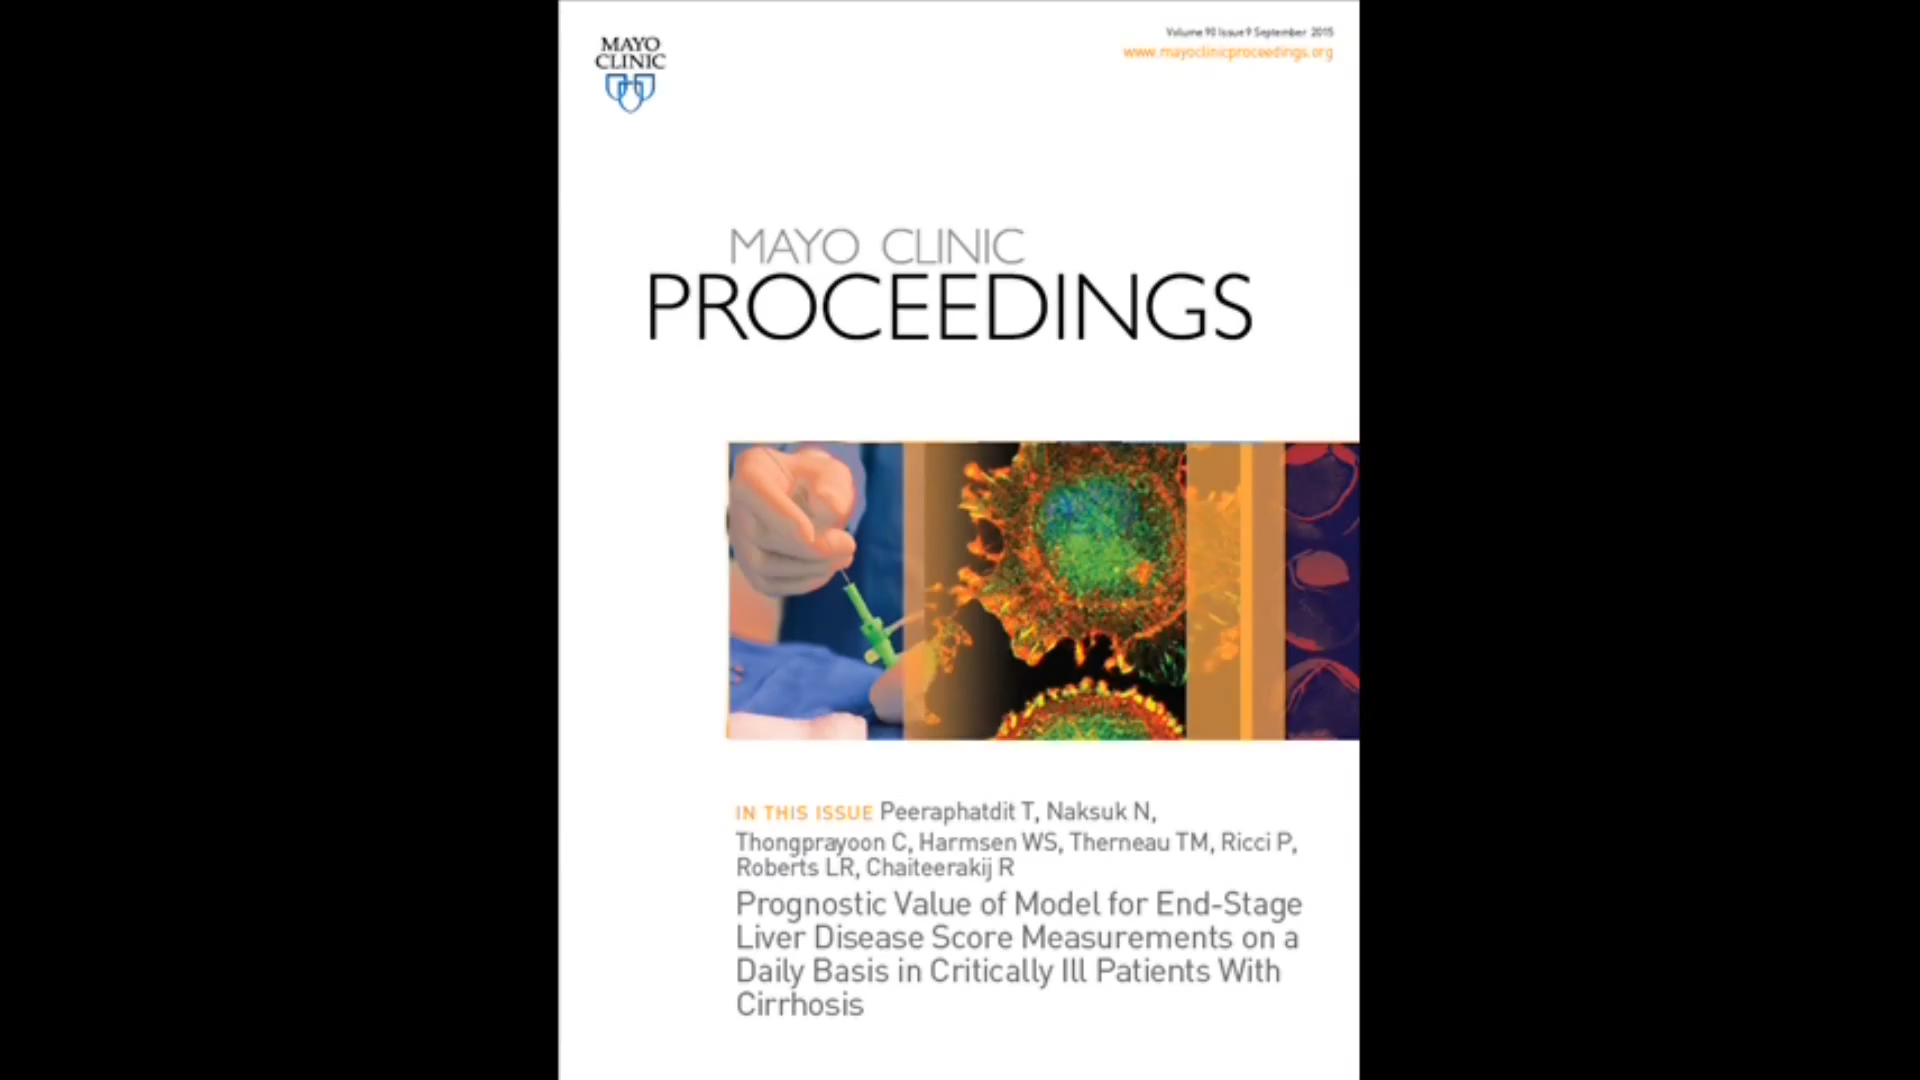 MAYO
CLINIC
Volume 90 Issue 9 September 2015
www.mayoclinicproceedings.org
MAYO CLINIC
PROCEEDINGS
IN THIS ISSUE Peeraphatdit T, Naksuk N,
Thongprayoon C, Harmsen WS, Therneau TM, Ricci P,
Roberts LR, Chaiteerakij R
Prognostic Value of Model for End-Stage
Liver Disease Score Measurements on a
Daily Basis in Critically Ill Patients With
Cirrhosis